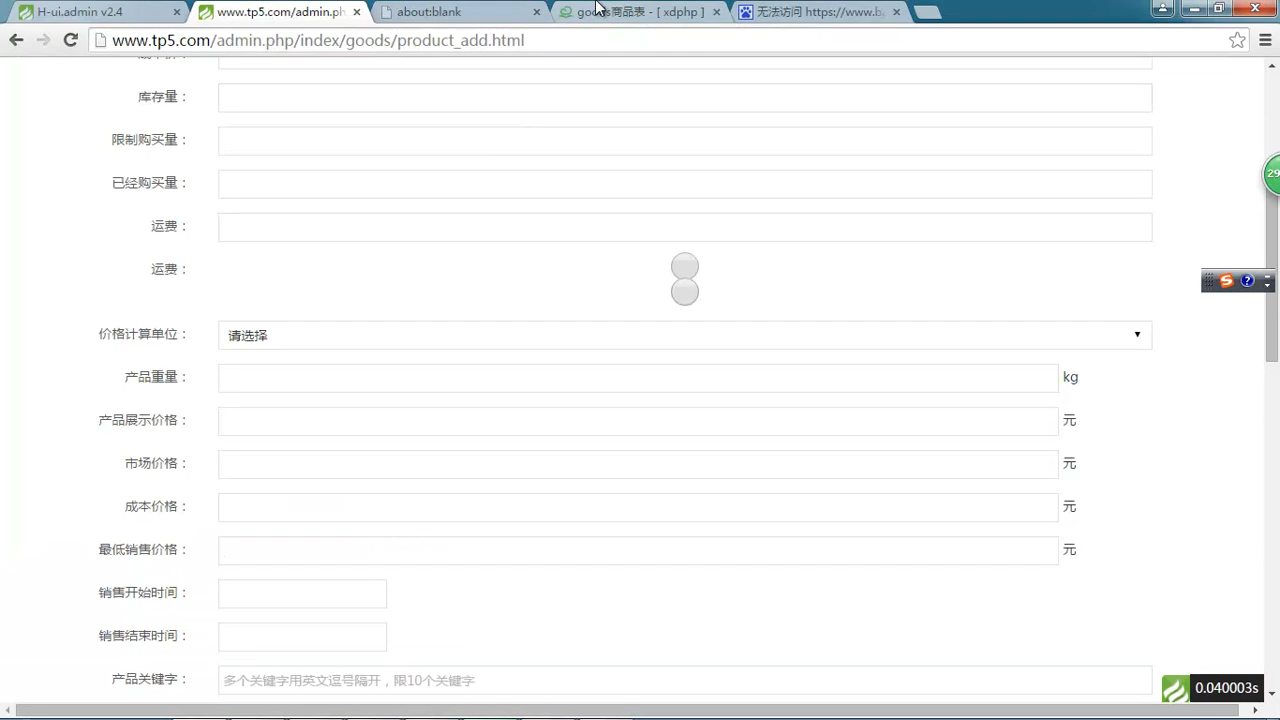 H-ui.admin v2.4
www.tp5.com/admin.ph
about:blank
goods商品表 - [ xdphp ]
无法访问 https://www.b
www.tp5.com/admin.php/index/goods/product_add.html
库存量：
限制购买量：
已经购买量：
运费：
运费：
价格计算单位：
请选择
产品重量：
kg
产品展示价格：
元
市场价格：
元
成本价格：
元
最低销售价格：
元
销售开始时间：
销售结束时间：
产品关键字：
多个关键字用英文逗号隔开，限10个关键字
29
0.040003s